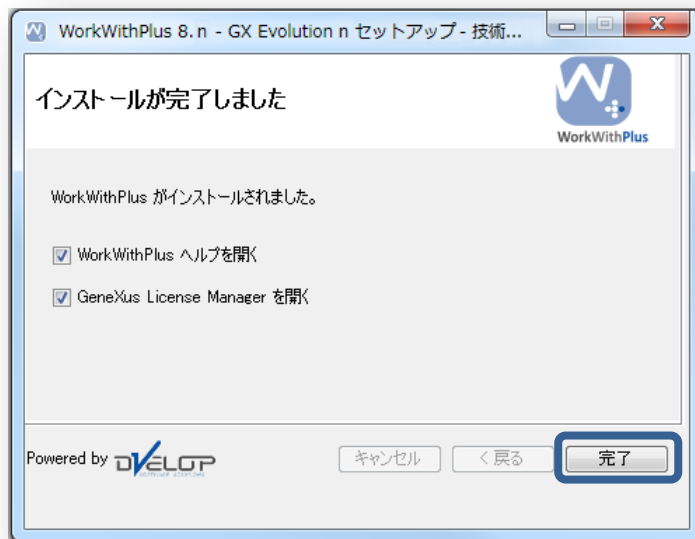 WorkWithPlus 8.n - GX Evolution n セットアップ - 技術...
インストールが完了しました
WorkWithPlus
WorkWithPlus がインストールされました。
WorkWithPlus ヘルプを開く
GeneXus License Manager を開く
Powered by DVELOP
キャンセル
< 戻る
完了